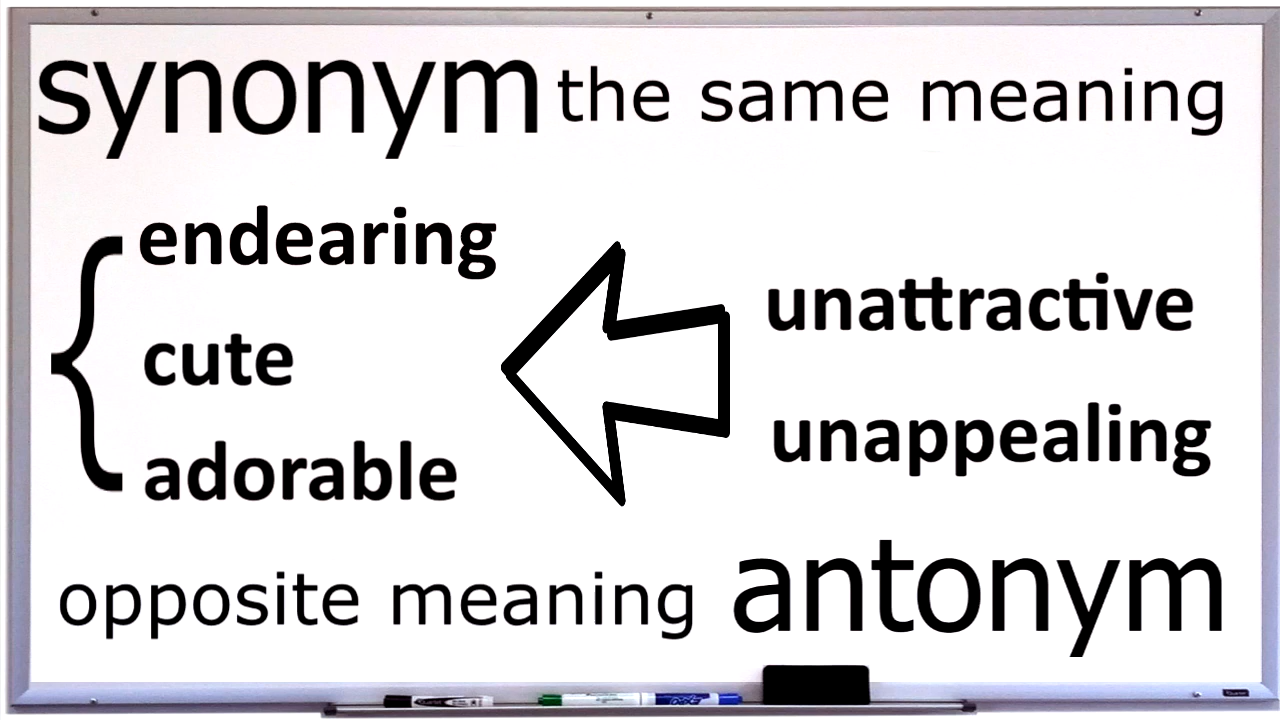 synonym the same meaning
endearing
cute
adorable
unattractive
unappealing
opposite meaning antonym